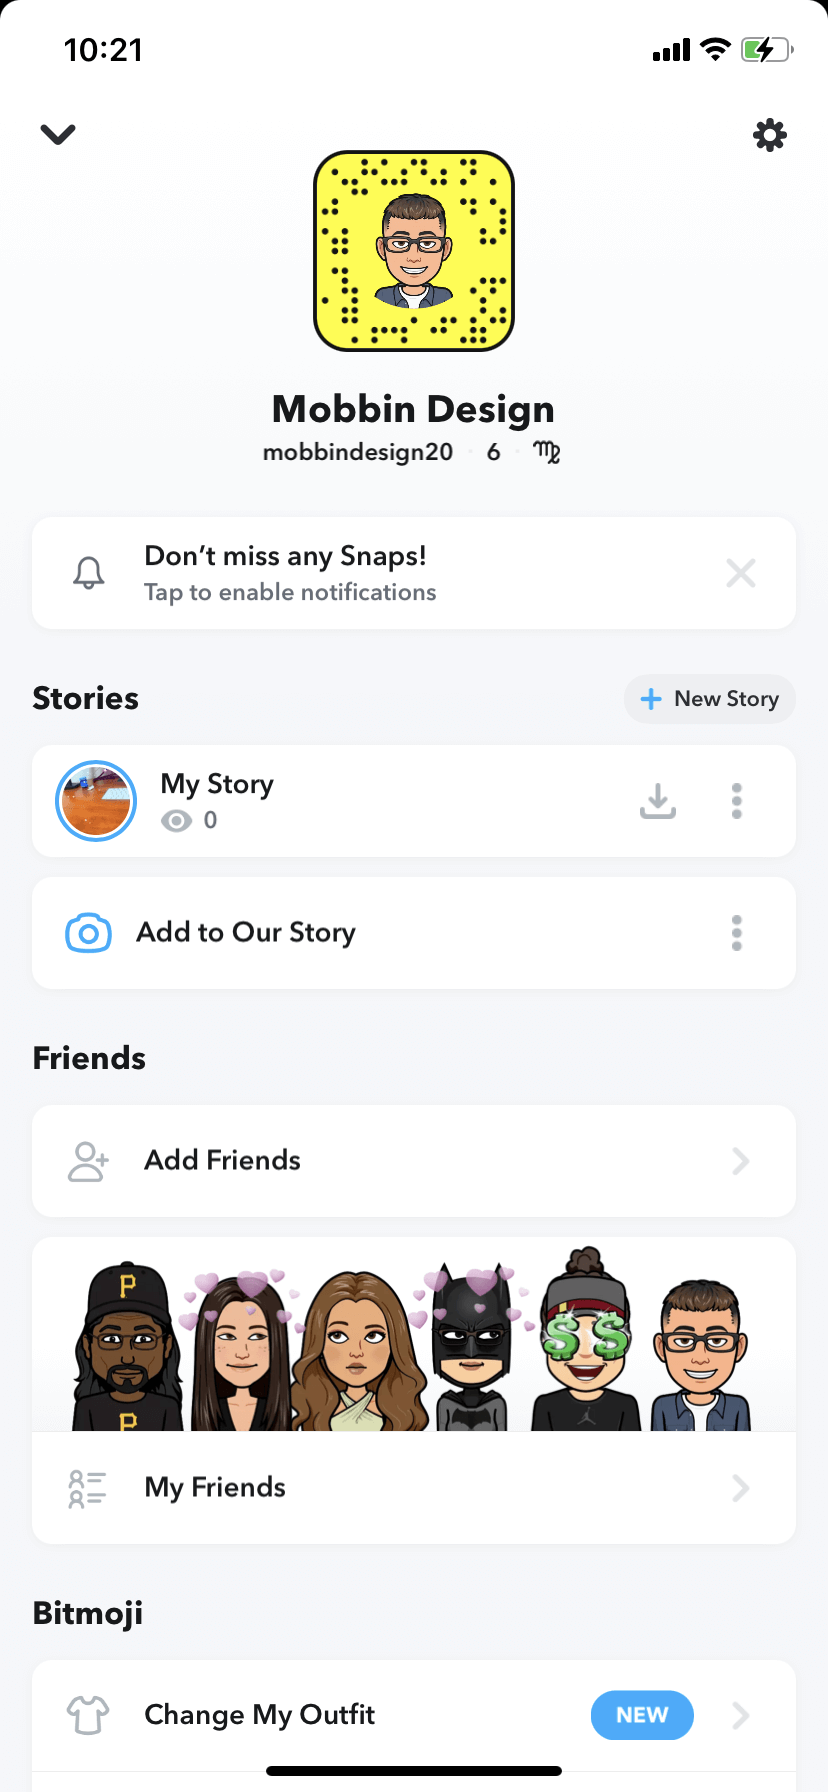 10:21
Mobbin Design
mobbindesign20 · 6 · ♍
Don't miss any Snaps!
Tap to enable notifications
Stories
+ New Story
My Story
0
Add to Our Story
Friends
Add Friends
P
P
$ $
My Friends
Bitmoji
Change My Outfit
NEW